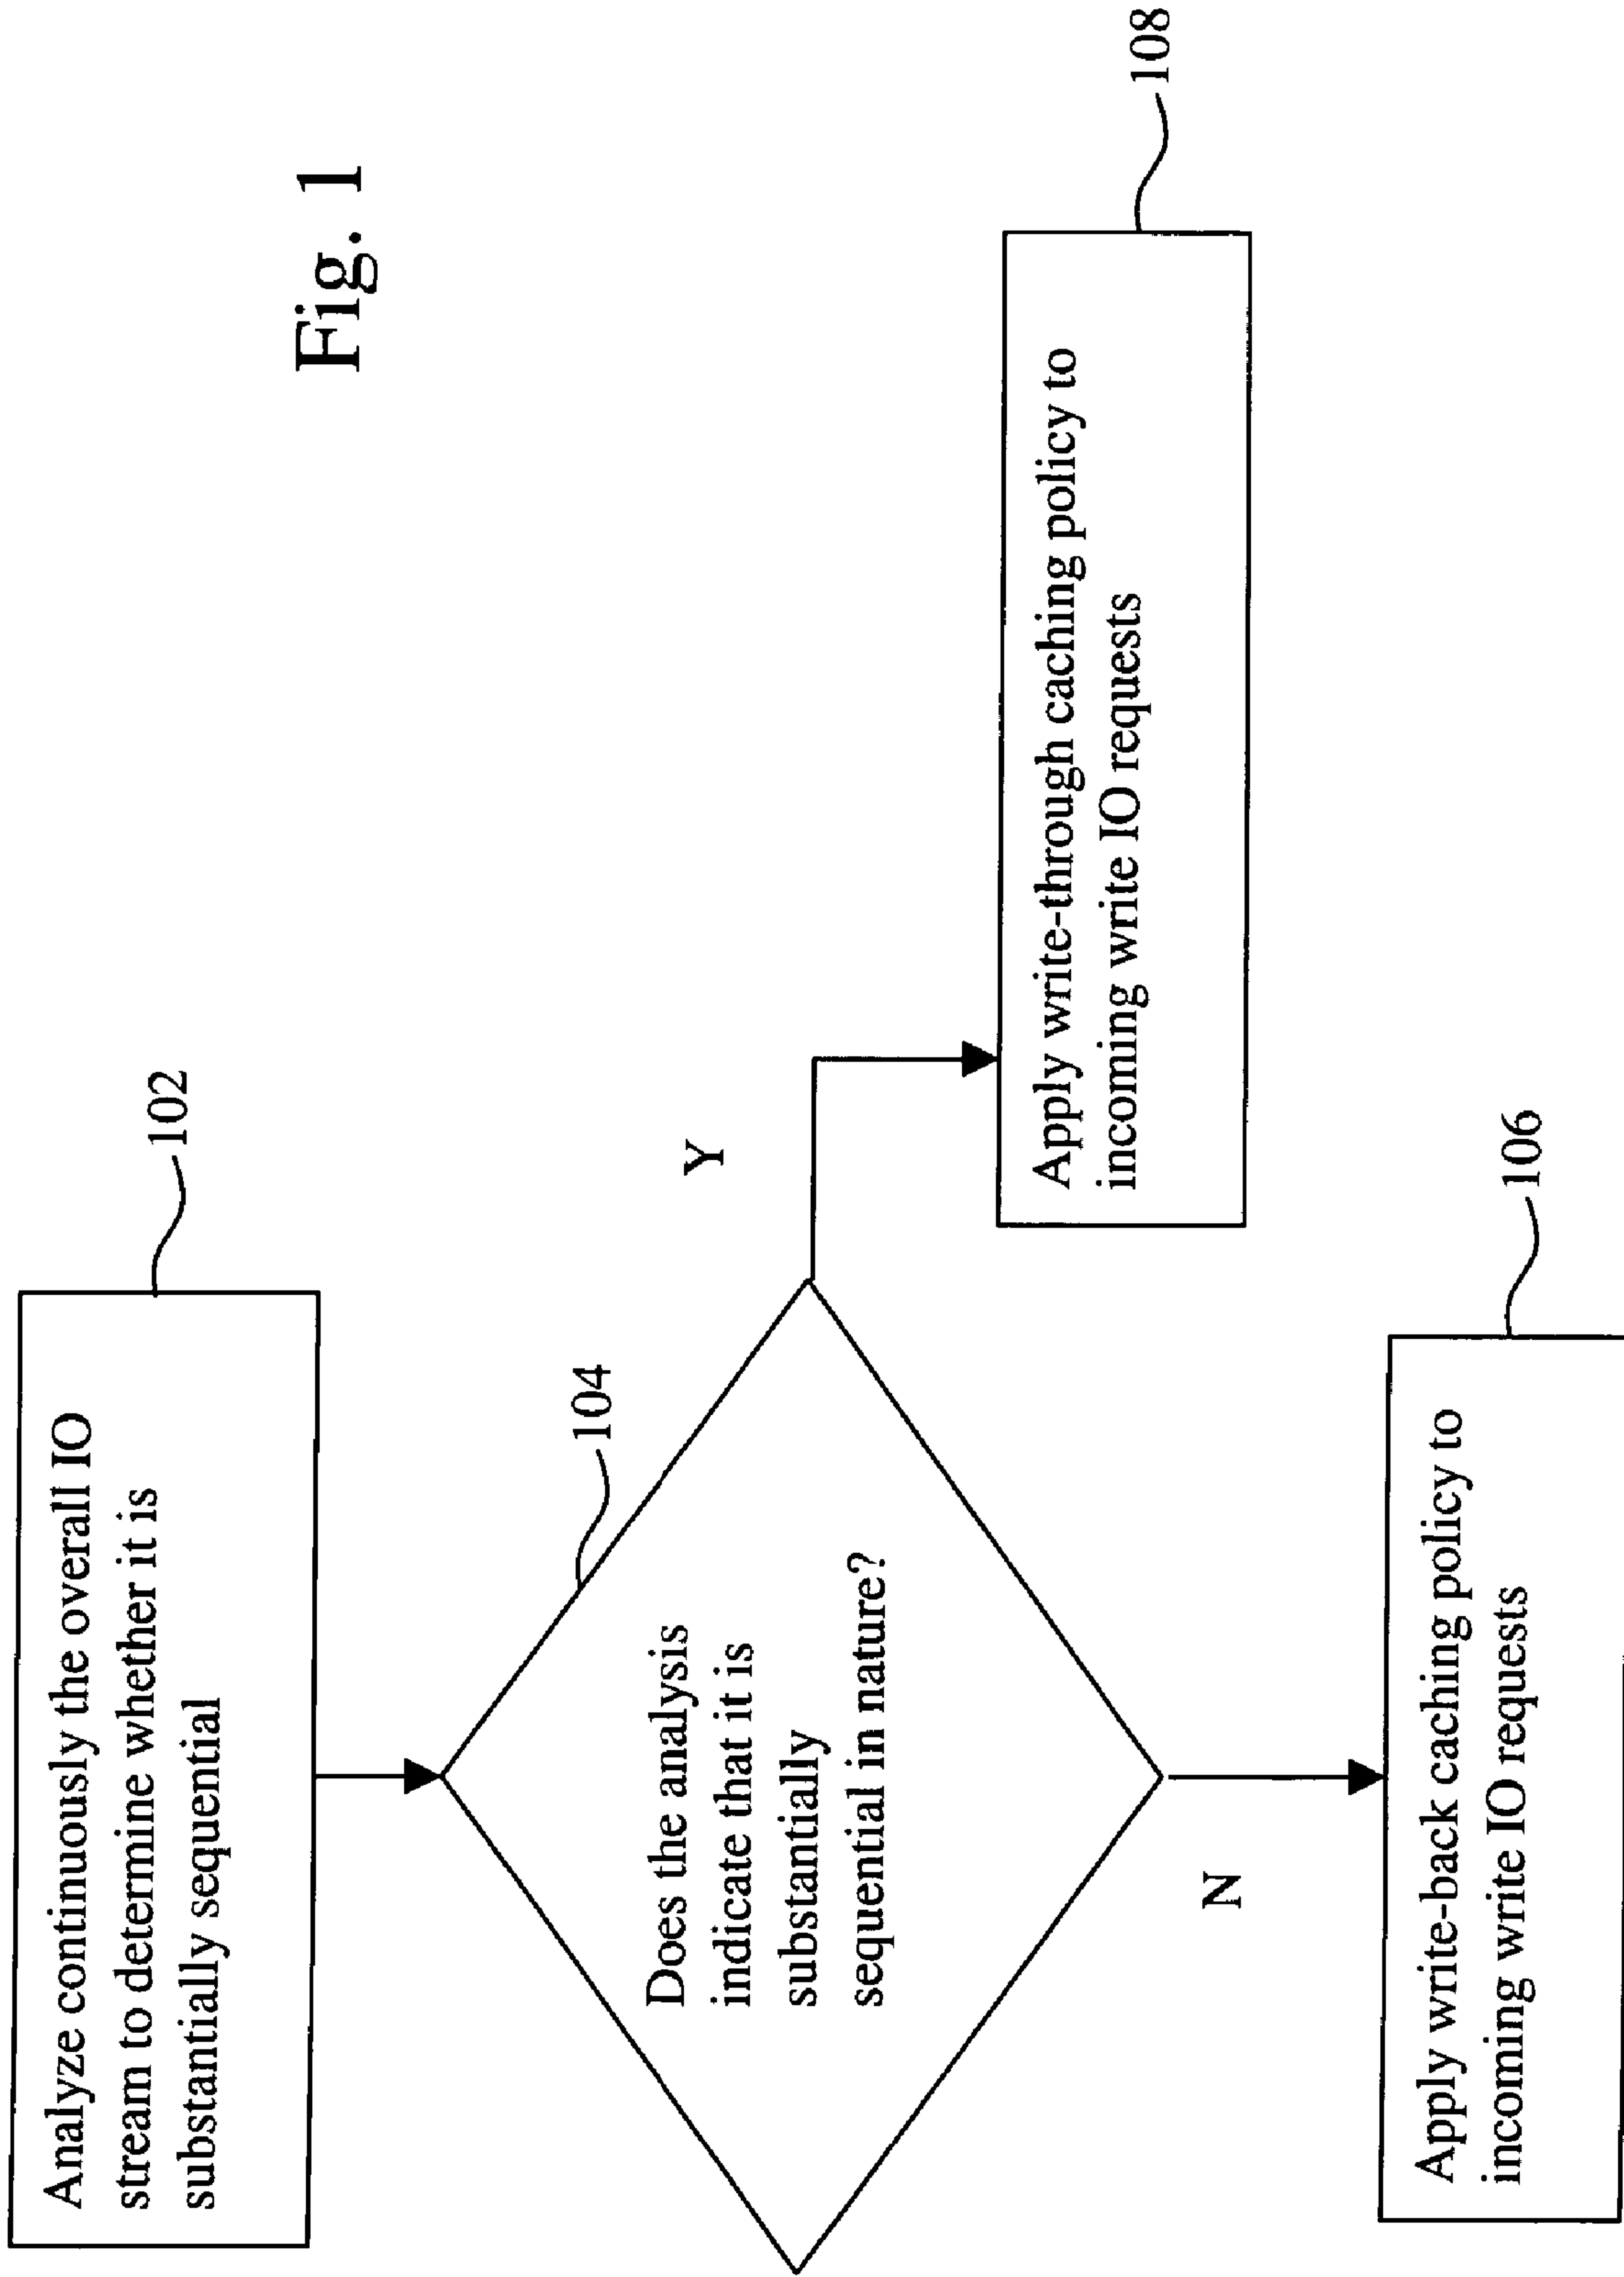 Fig. 1
Analyze continuously the overall IO
stream to determine whether it is
substantially sequential
102
104
Does the analysis
indicate that it is
substantially
sequential in nature?
Y
N
Apply write-through caching policy to
incoming write IO requests
108
Apply write-back caching policy to
incoming write IO requests
106